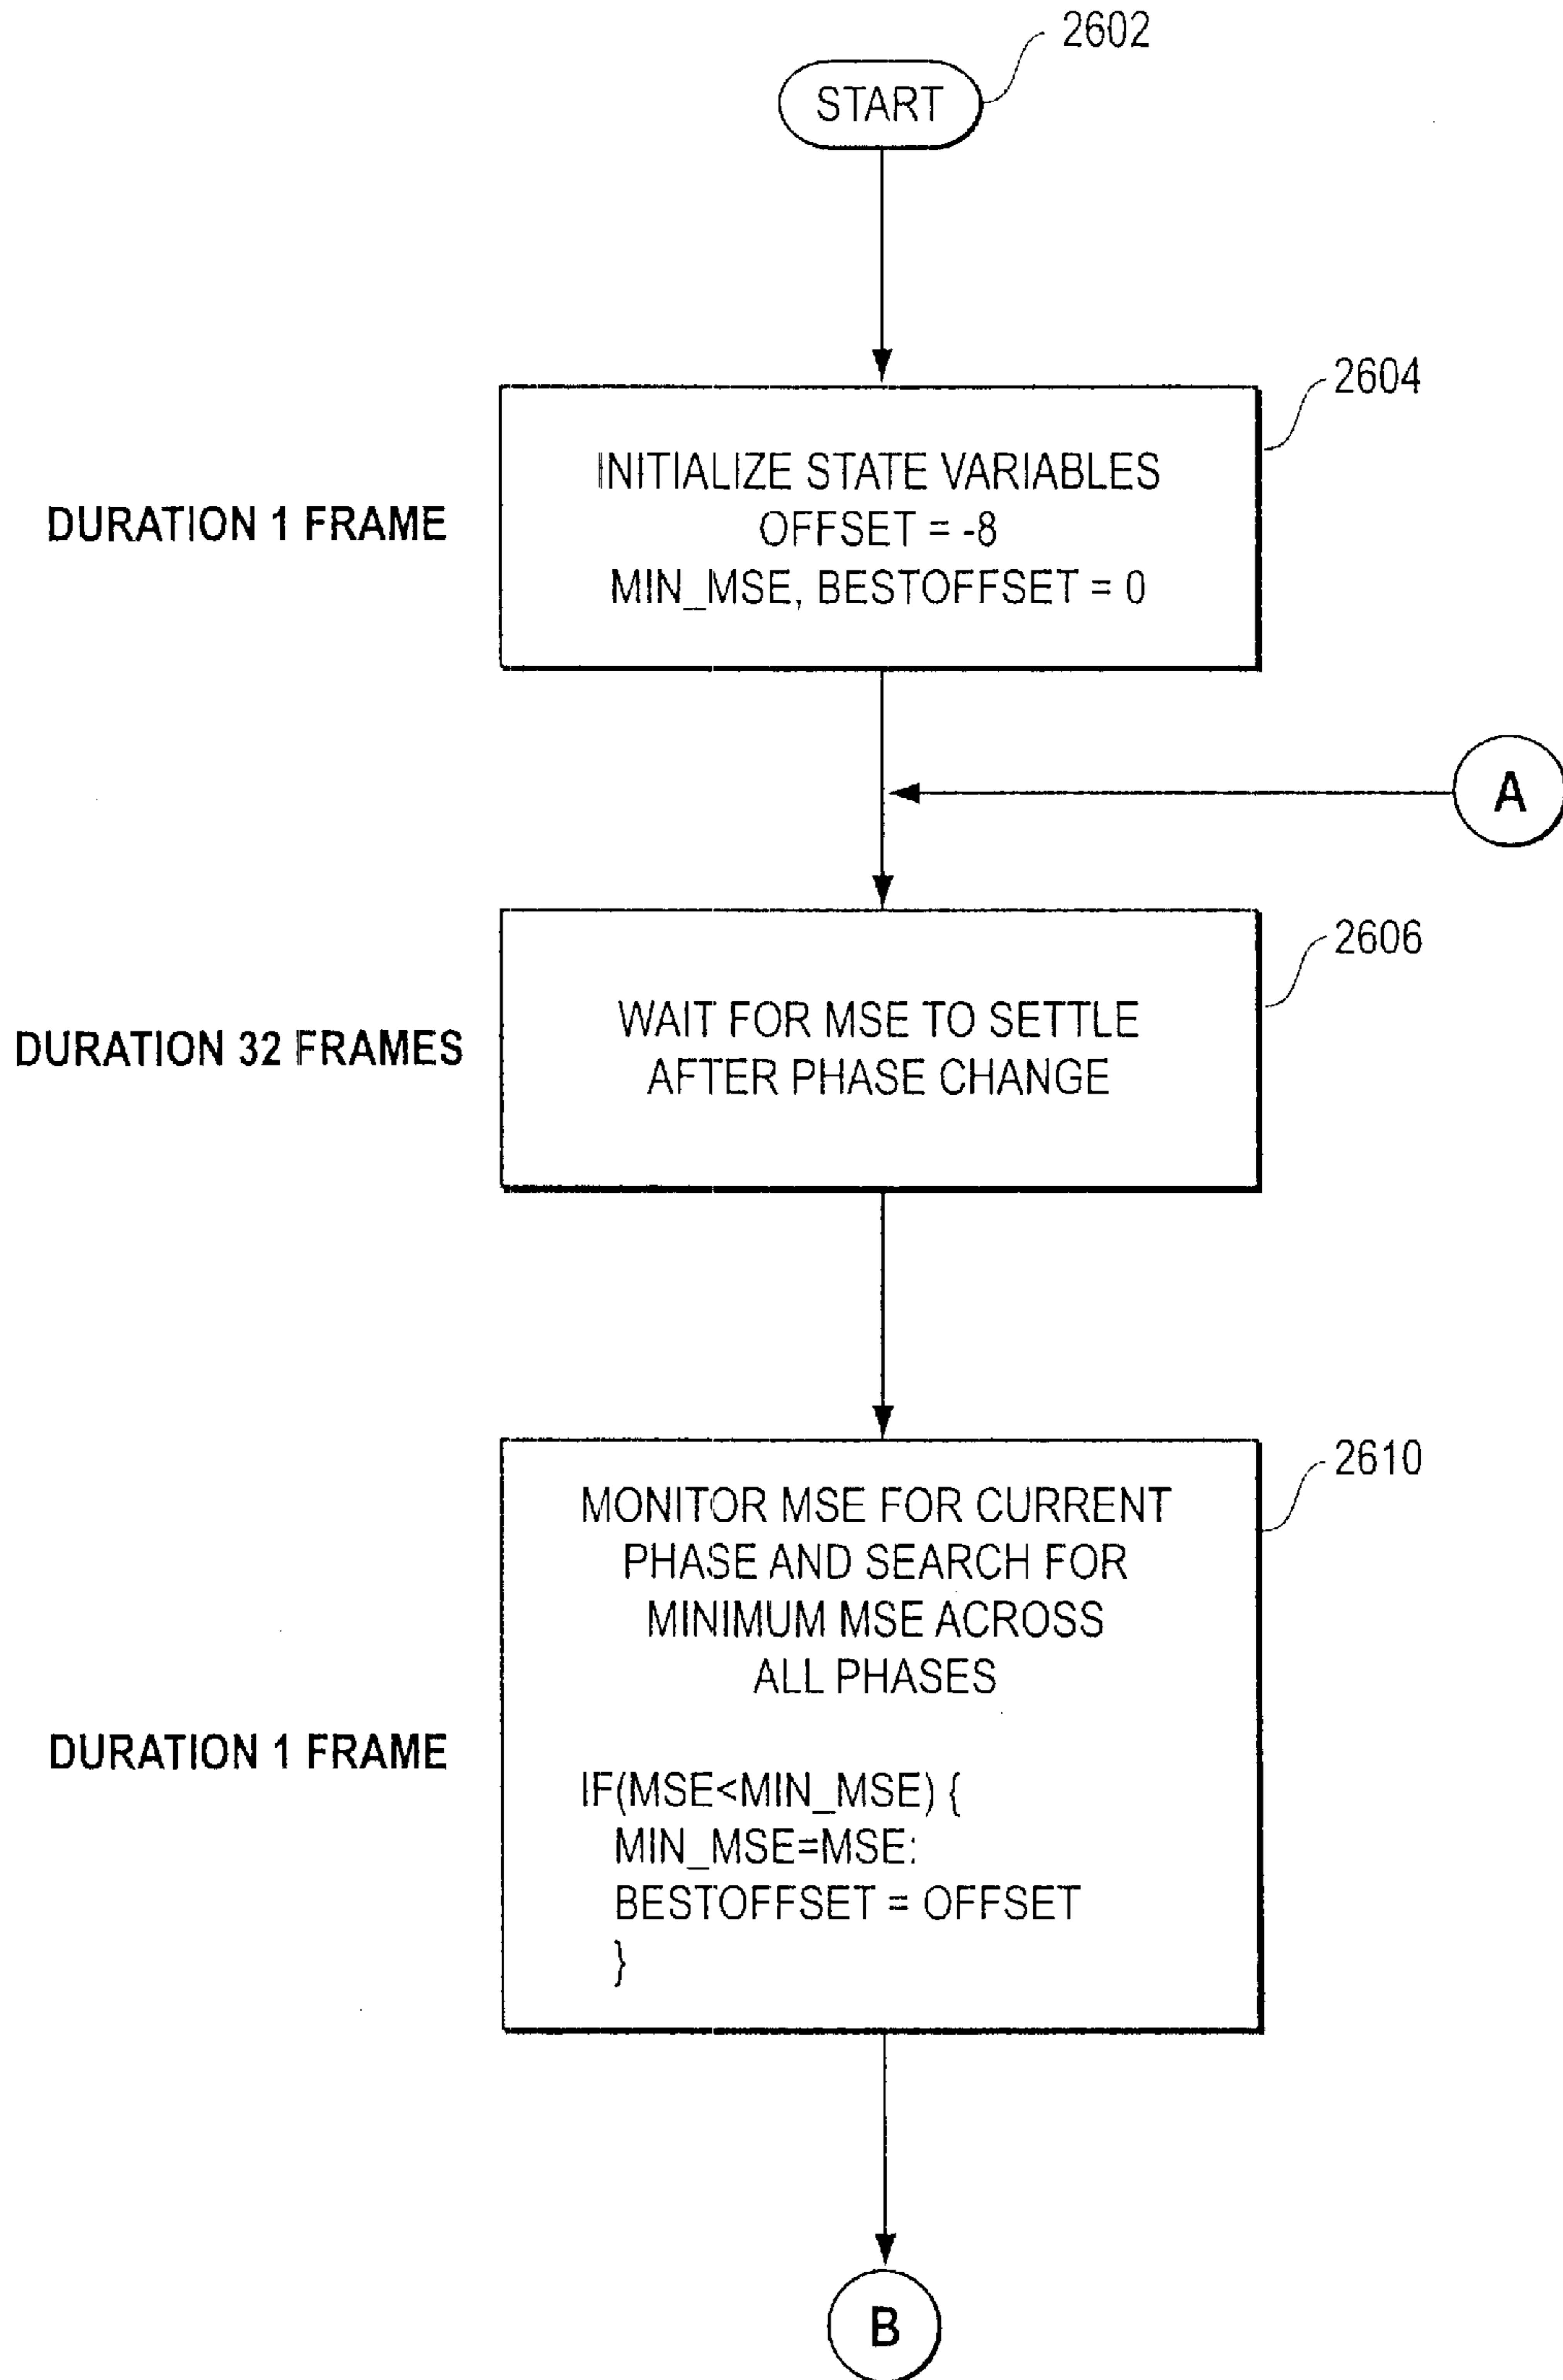 2602
START
2604
INITIALIZE STATE VARIABLES
OFFSET = -8
MIN_MSE, BESTOFFSET = 0
DURATION 1 FRAME
A
2606
WAIT FOR MSE TO SETTLE
AFTER PHASE CHANGE
DURATION 32 FRAMES
2610
MONITOR MSE FOR CURRENT
PHASE AND SEARCH FOR
MINIMUM MSE ACROSS
ALL PHASES
DURATION 1 FRAME
IF(MSE<MIN_MSE) {
MIN_MSE=MSE:
BESTOFFSET = OFFSET
}
B